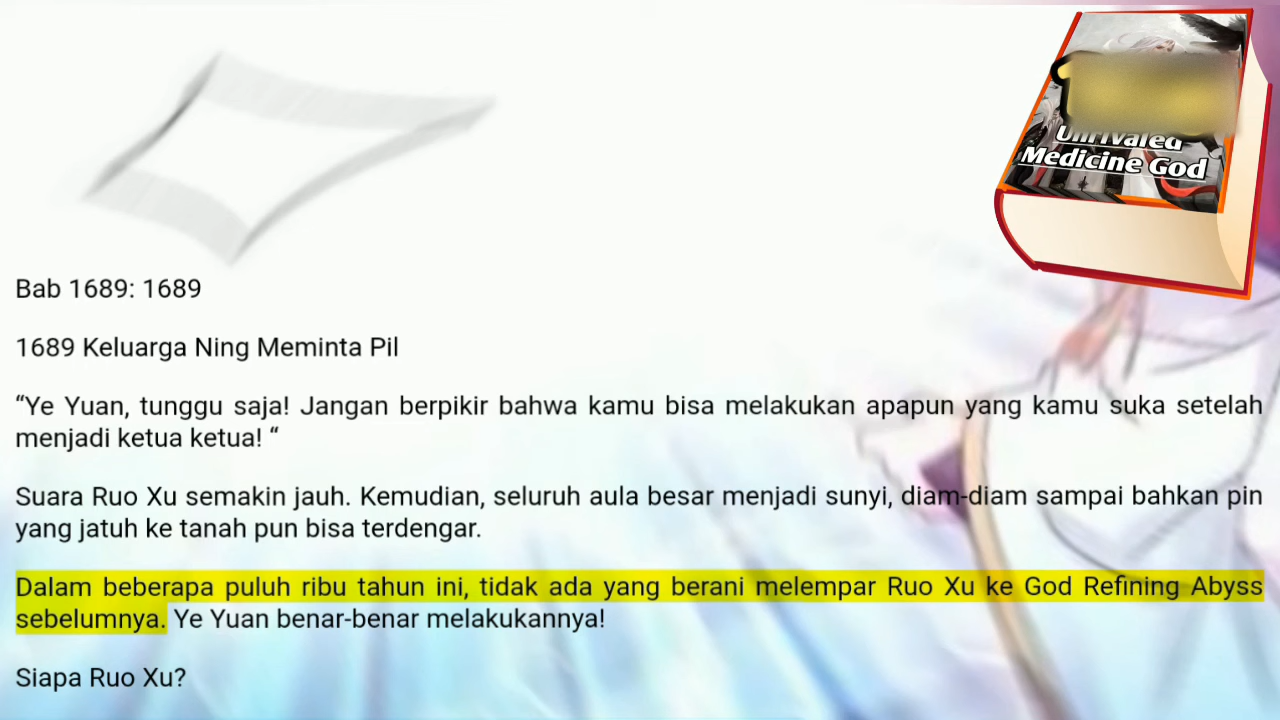 Unrivaled
Medicine God
Bab 1689: 1689
1689 Keluarga Ning Meminta Pil
“Ye Yuan, tunggu saja! Jangan berpikir bahwa kamu bisa melakukan apapun yang kamu suka setelah
menjadi ketua ketua! “
Suara Ruo Xu semakin jauh. Kemudian, seluruh aula besar menjadi sunyi, diam-diam sampai bahkan pin
yang jatuh ke tanah pun bisa terdengar.
Dalam beberapa puluh ribu tahun ini, tidak ada yang berani melempar Ruo Xu ke God Refining Abyss
sebelumnya. Ye Yuan benar-benar melakukannya!
Siapa Ruo Xu?